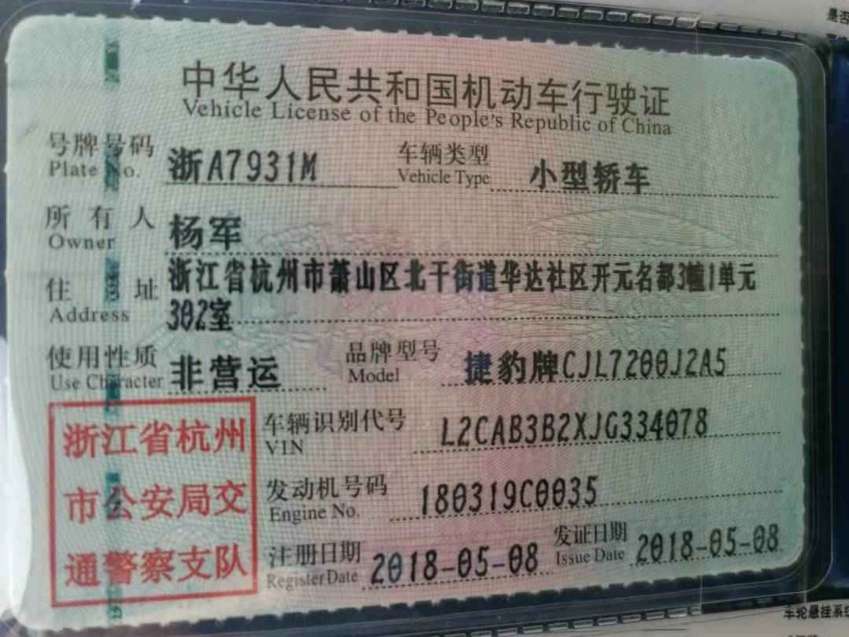 中华人民共和国机动车行驶证
Vehicle License of the People's Republic of China
号牌号码 浙A7931M 车辆类型 小型轿车
Plate No. Vehicle Type
所有人 杨军
Owner
住址 浙江省杭州市萧山区北干街道华达社区开元名都3幢1单元
Address 302室
使用性质 非营运 品牌型号 捷豹牌CJL7200J2A5
Use Character Model
浙江省杭州
市公安局交
通警察支队
车辆识别代号 L2CAB3B2XJG334078
VIN
发动机号码 180319C0035
Engine No.
注册日期 2018-05-08 发证日期 2018-05-08
Register Date Issue Date
是否
车轮悬挂系